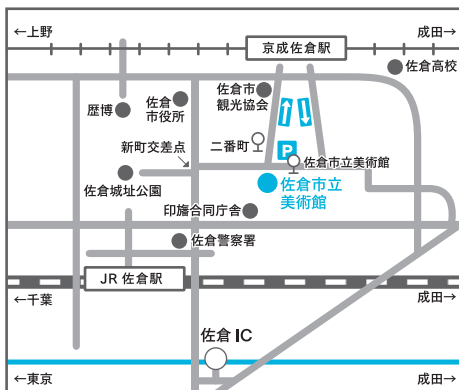 ←上野
成田→
京成佐倉駅
佐倉高校
歴博
佐倉
市役所
佐倉市
観光協会
二番町
P
新町交差点
佐倉市立美術館
佐倉城址公園
佐倉市立
美術館
印旛合同庁舎
佐倉警察署
JR 佐倉駅
←千葉
成田→
佐倉 IC
←東京
成田→